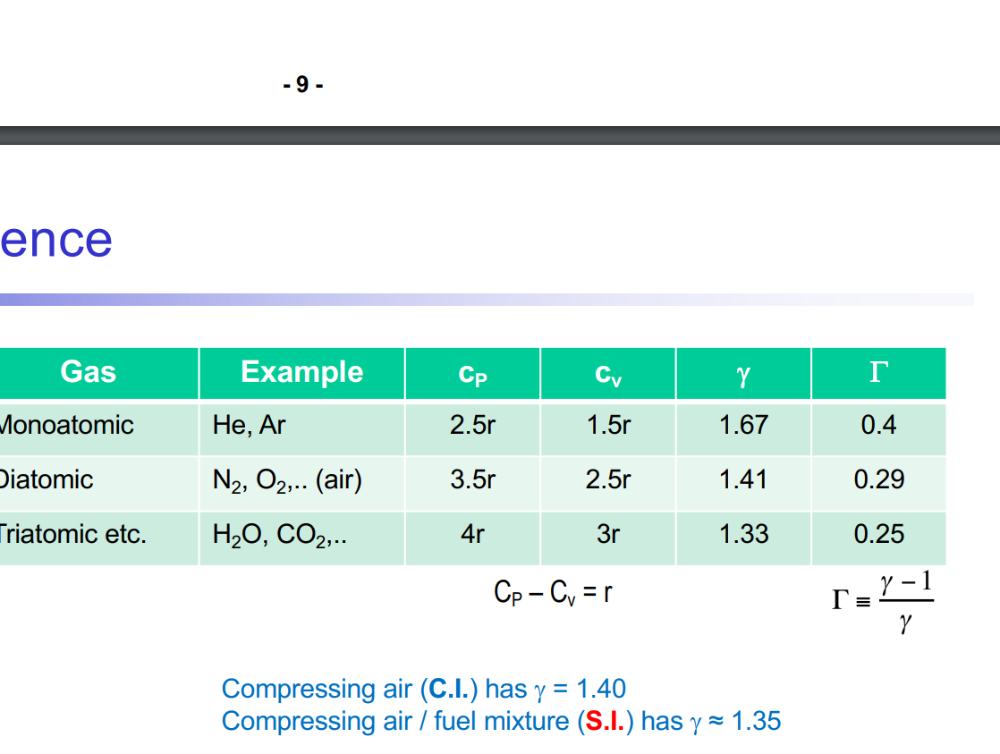 - 9 -
ence
Gas Example cP cv γ Γ
Monoatomic He, Ar 2.5r 1.5r 1.67 0.4
Diatomic N2, O2,.. (air) 3.5r 2.5r 1.41 0.29
Triatomic etc. H2O, CO2,.. 4r 3r 1.33 0.25
CP – Cv = r
Γ ≡ (γ – 1) / γ
Compressing air (C.I.) has γ = 1.40
Compressing air / fuel mixture (S.I.) has γ ≈ 1.35